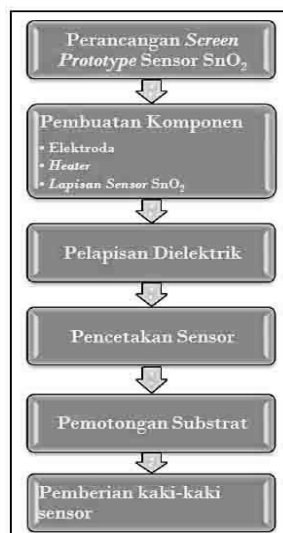 Perancangan Screen
Prototype Sensor SnO₂
Pembuatan Komponen
• Elektroda
• Heater
• Lapisan Sensor SnO₂
Pelapisan Dielektrik
Pencetakan Sensor
Pemotongan Substrat
Pemberian kaki-kaki
sensor